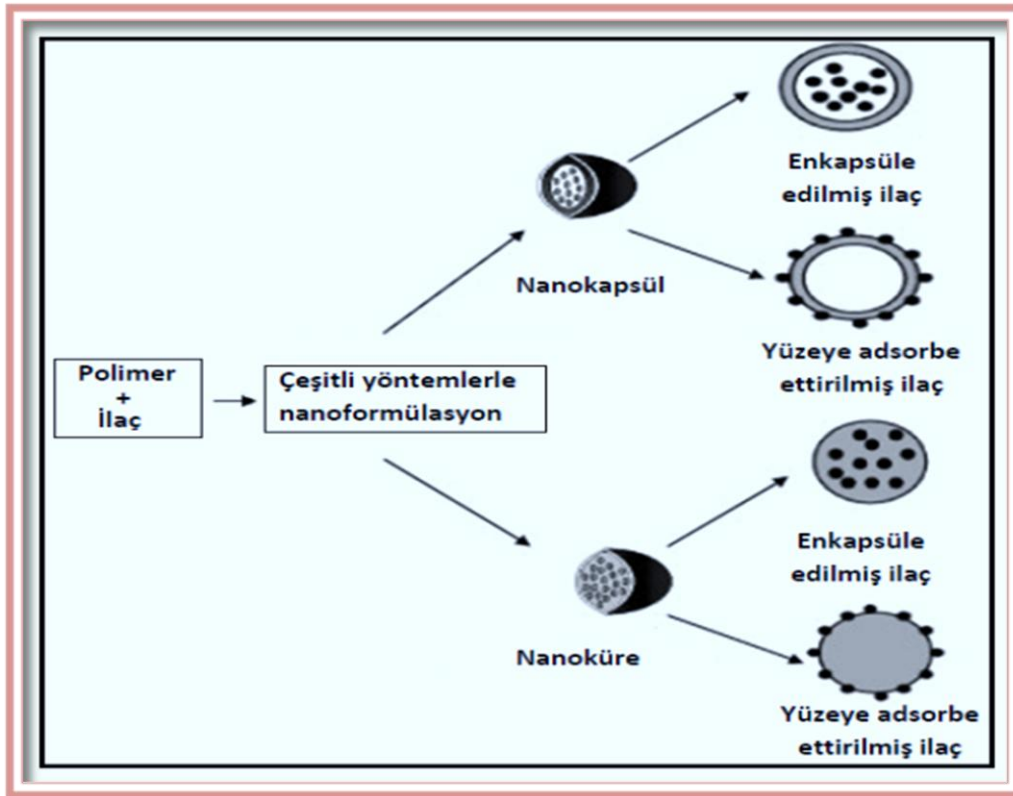 Polimer
+
İlaç
Çeşitli yöntemlerle
nanoformülasyon
Nanokapsül
Enkapsüle
edilmiş ilaç
Yüzeye adsorbe
ettirilmiş ilaç
Nanoküre
Enkapsüle
edilmiş ilaç
Yüzeye adsorbe
ettirilmiş ilaç